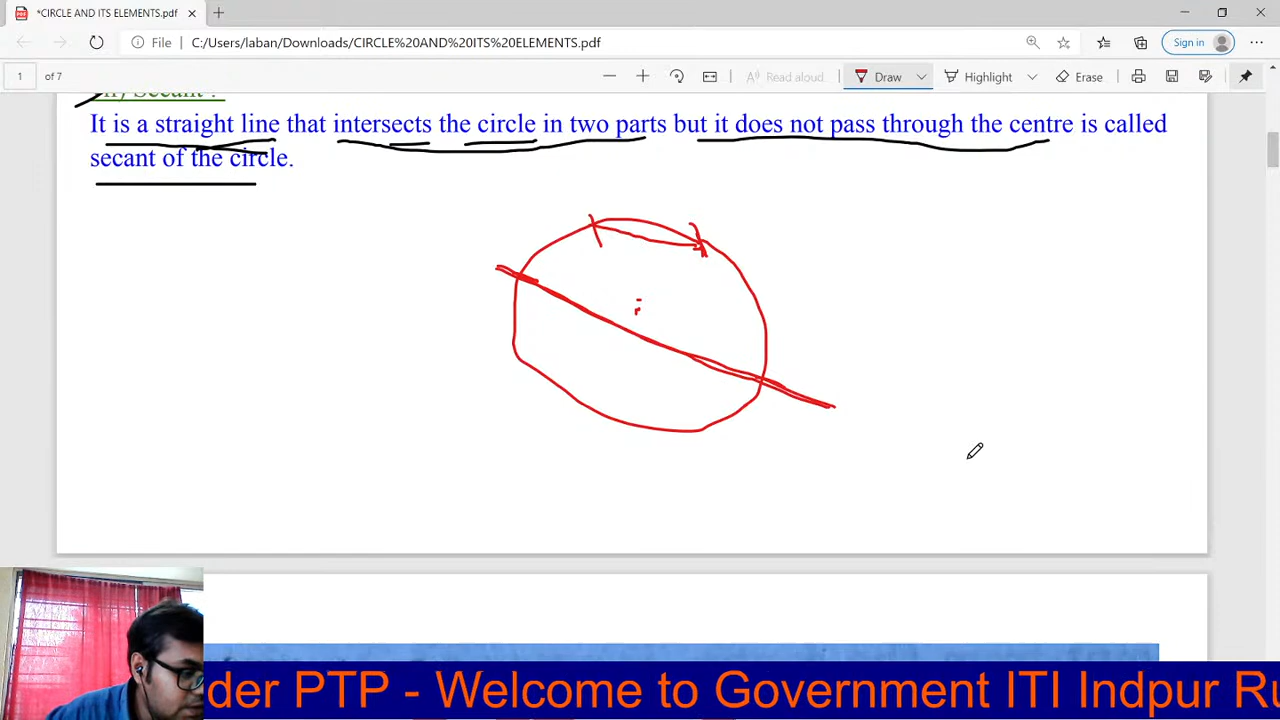 *CIRCLE AND ITS ELEMENTS.pdf
File C:/Users/laban/Downloads/CIRCLE%20AND%20ITS%20ELEMENTS.pdf
Sign in
1 of 7
Read aloud
Draw
Highlight
Erase
Secant :
It is a straight line that intersects the circle in two parts but it does not pass through the centre is called
secant of the circle.
der PTP - Welcome to Government ITI Indpur Ru